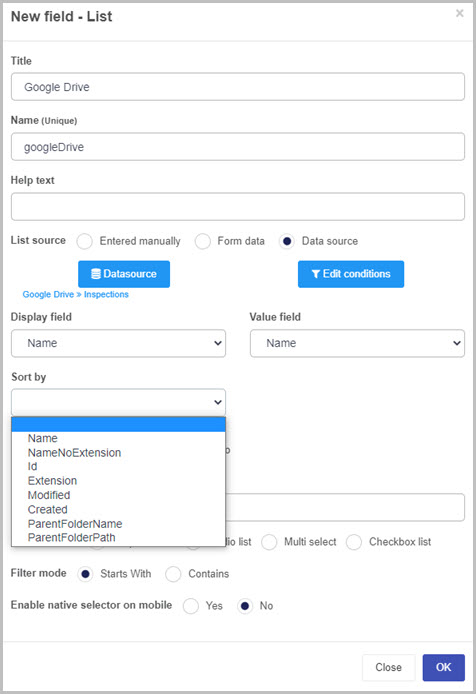 New field - List ×
Title
Google Drive
Name (Unique)
googleDrive
Help text
List source Entered manually Form data Data source
Datasource Edit conditions
Google Drive » Inspections
Display field Value field
Name Name
Sort by
Name
NameNoExtension
Id
Extension
Modified
Created
ParentFolderName
ParentFolderPath
list Multi select Checkbox list
Filter mode Starts With Contains
Enable native selector on mobile Yes No
Close OK